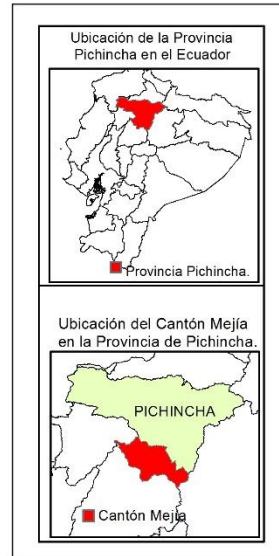 Ubicación de la Provincia
Pichincha en el Ecuador
Provincia Pichincha.
Ubicación del Cantón Mejía
en la Provincia de Pichincha.
PICHINCHA
Cantón Mejía